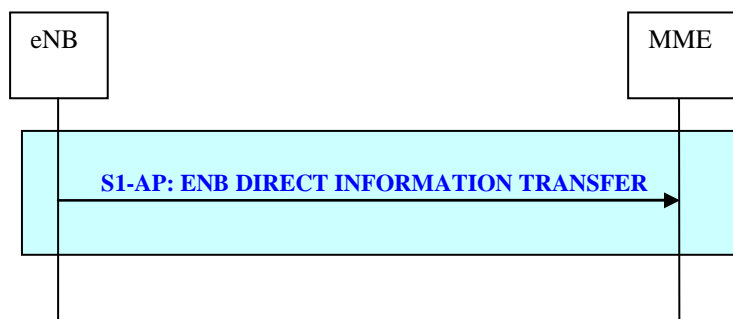 eNB
MME
S1-AP: ENB DIRECT INFORMATION TRANSFER